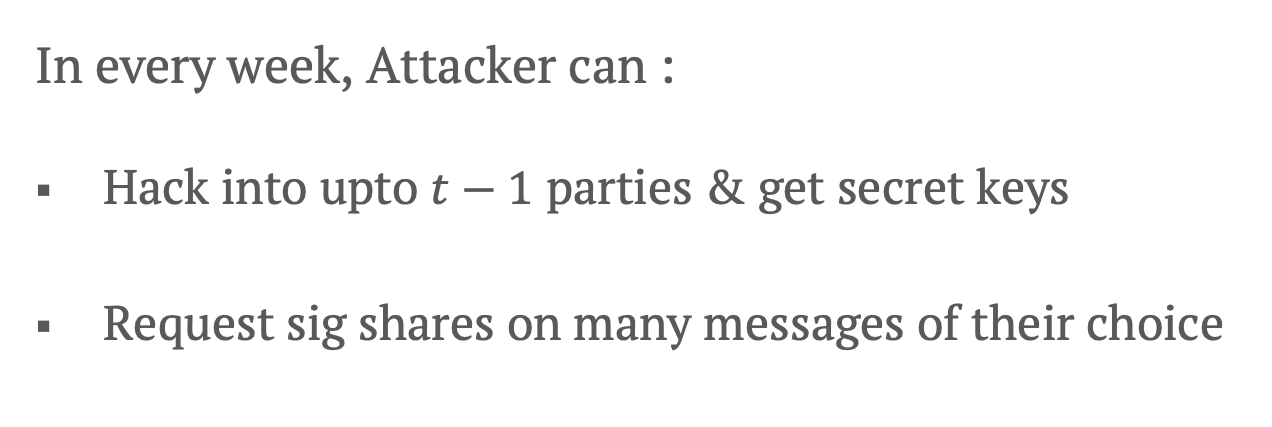 In every week, Attacker can :
▪ Hack into upto t − 1 parties & get secret keys
▪ Request sig shares on many messages of their choice